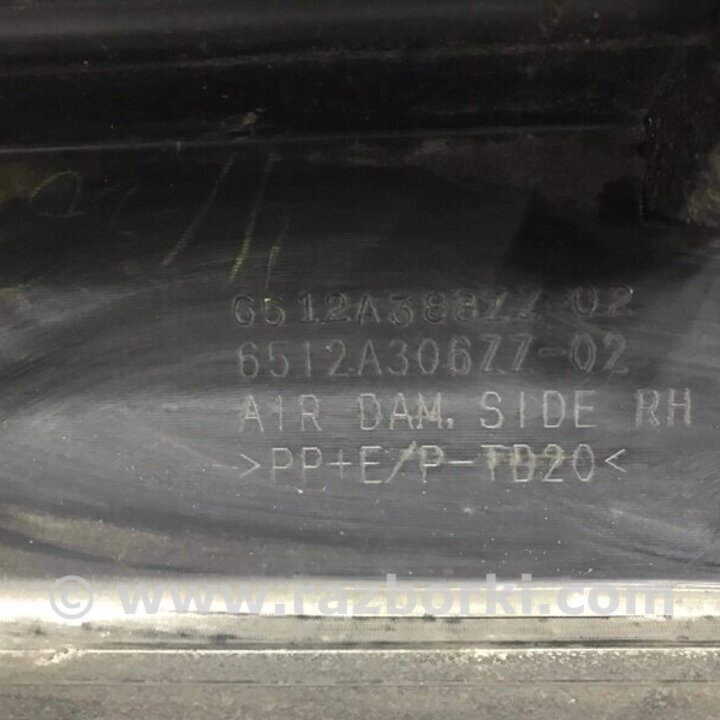 6512A388ZZ-02
6512A306ZZ-02
AIR DAM. SIDE RH
>PP+E/P-TD20<
© www.razborki.com